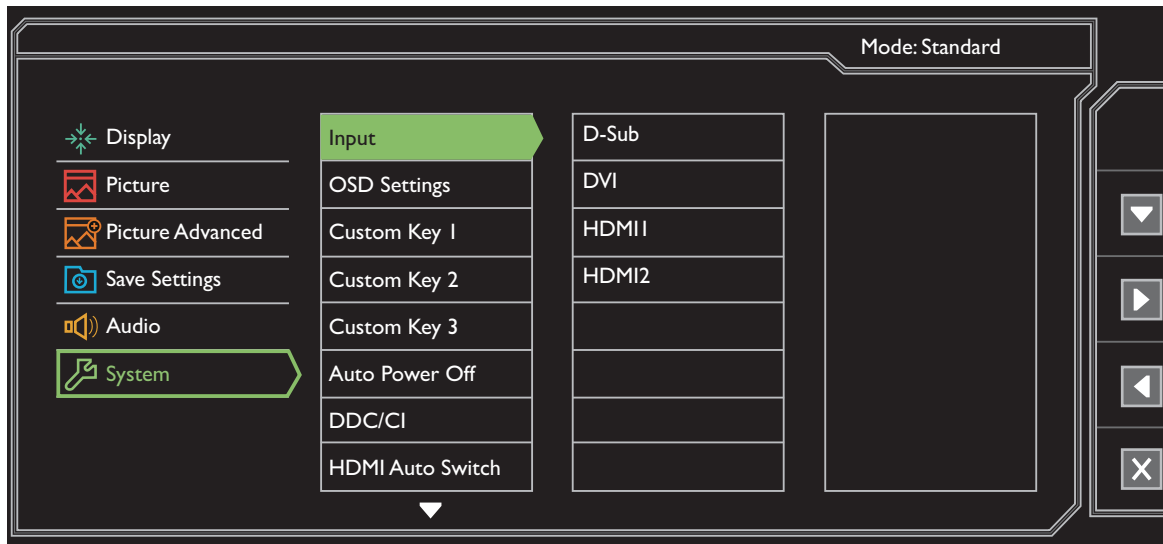 Mode: Standard
Display
Picture
Picture Advanced
Save Settings
Audio
System
Input
OSD Settings
Custom Key 1
Custom Key 2
Custom Key 3
Auto Power Off
DDC/CI
HDMI Auto Switch
D-Sub
DVI
HDMI1
HDMI2